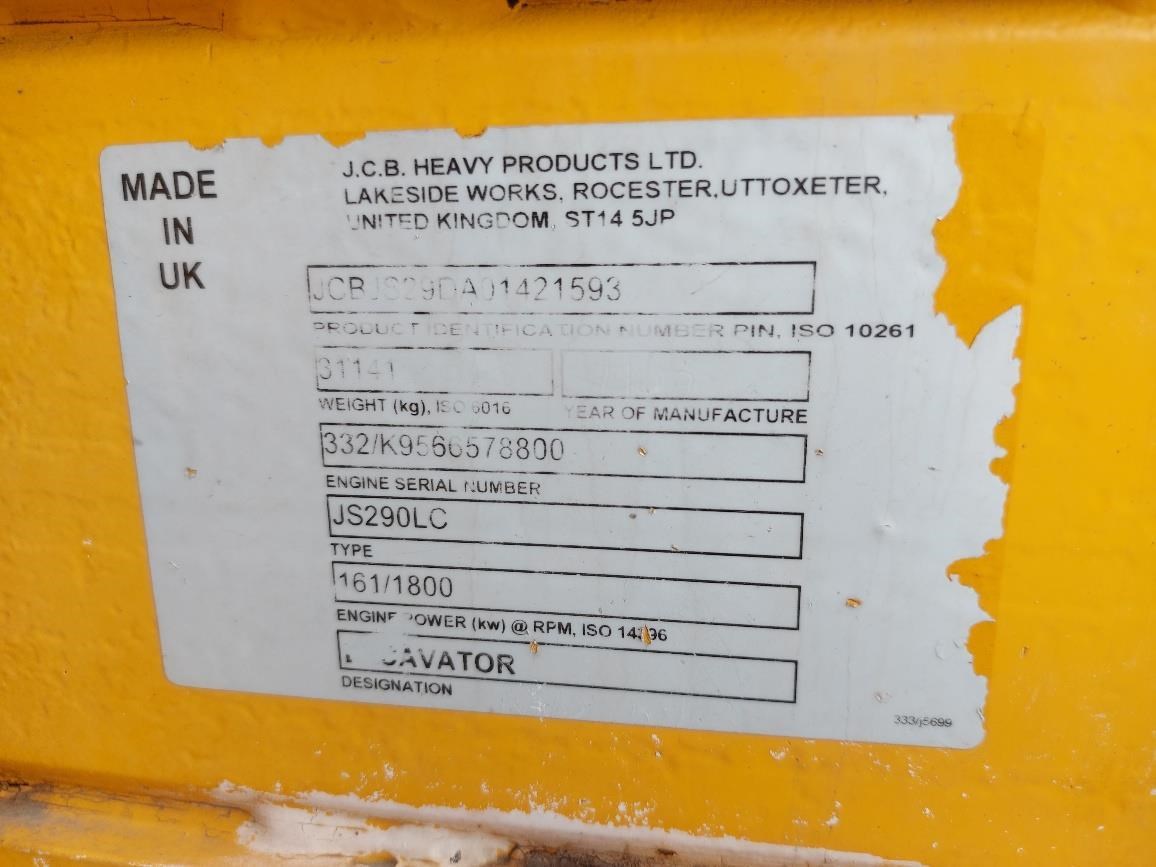 MADE
IN
UK
J.C.B. HEAVY PRODUCTS LTD.
LAKESIDE WORKS, ROCESTER,UTTOXETER,
UNITED KINGDOM, ST14 5JP
JCBJS29DA01421593
PRODUCT IDENTIFICATION NUMBER PIN, ISO 10261
31141
WEIGHT (kg), ISO 6016
YEAR OF MANUFACTURE
332/K9566578800
ENGINE SERIAL NUMBER
JS290LC
TYPE
161/1800
ENGINE POWER (kw) @ RPM, ISO
EXCAVATOR
DESIGNATION